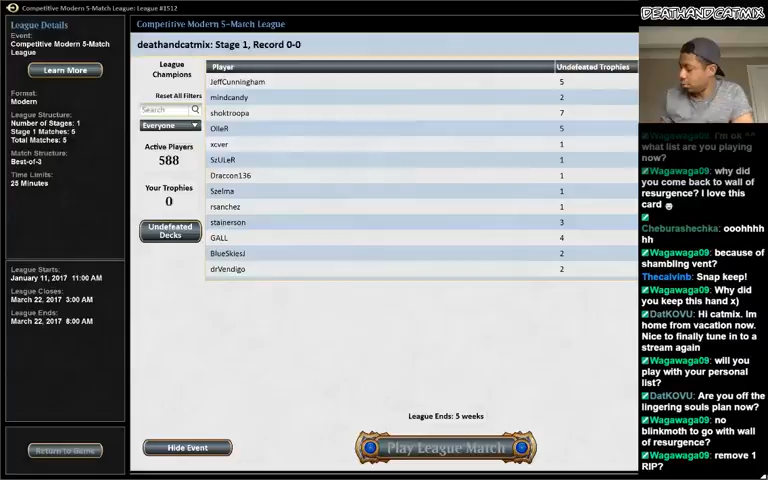 Competitive Modern 5-Match League: League #1512
League Details
Event:
Competitive Modern 5-Match
League
Learn More
Format:
Modern
League Structure:
Number of Stages: 1
Stage 1 Matches: 5
Total Matches: 5
Match Structure:
Best-of-3
Time Limits:
25 Minutes
League Starts:
January 11, 2017 11:00 AM
League Closes:
March 22, 2017 3:00 AM
League Ends:
March 22, 2017 8:00 AM
Return to Game
Competitive Modern 5-Match League
deathandcatmix: Stage 1, Record 0-0
League
Champions
Reset All Filters
Search
Everyone
Active Players
588
Your Trophies
0
Undefeated
Decks
Player Undefeated Trophies
JeffCunningham 5
mindcandy 2
shoktroopa 7
OlleR 5
xcver 1
SzULeR 1
Draccon136 1
Szelma 1
rsanchez 1
stainerson 3
GALL 4
BlueSkiesJ 2
drVendigo 2
League Ends: 5 weeks
Hide Event
Play League Match
DEATHANDCATMIX
Wagawaga09: I'm ok ^^
what list are you playing
now?
Wagawaga09: why did
you come back to wall of
resurgence? I love this
card
Cheburashechka: ooohhhh
hh
Wagawaga09: because of
shambling vent?
Thecalvinb: Snap keep!
Wagawaga09: Why did
you keep this hand x)
DatKOVU: Hi catmix. Im
home from vacation now.
Nice to finally tune in to a
stream again
Wagawaga09: will you
play with your personal
list?
DatKOVU: Are you off the
lingering souls plan now?
Wagawaga09: no
blinkmoth to go with wall
of resurgence?
Wagawaga09: remove 1
RIP?